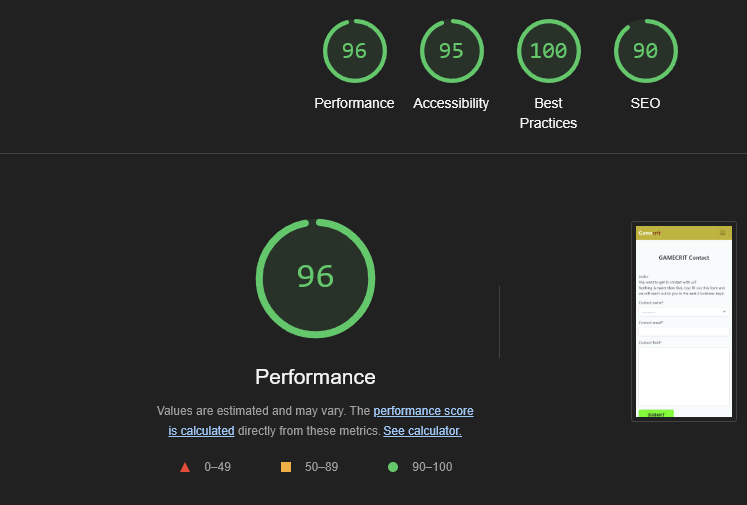 96
95
100
90
Performance
Accessibility
Best
Practices
SEO
96
Performance
Values are estimated and may vary. The performance score
is calculated directly from these metrics. See calculator.
0–49
50–89
90–100
Gamecrit
GAMECRIT Contact
Hello!
Contact name*
Contact email*
Contact field*
SUBMIT